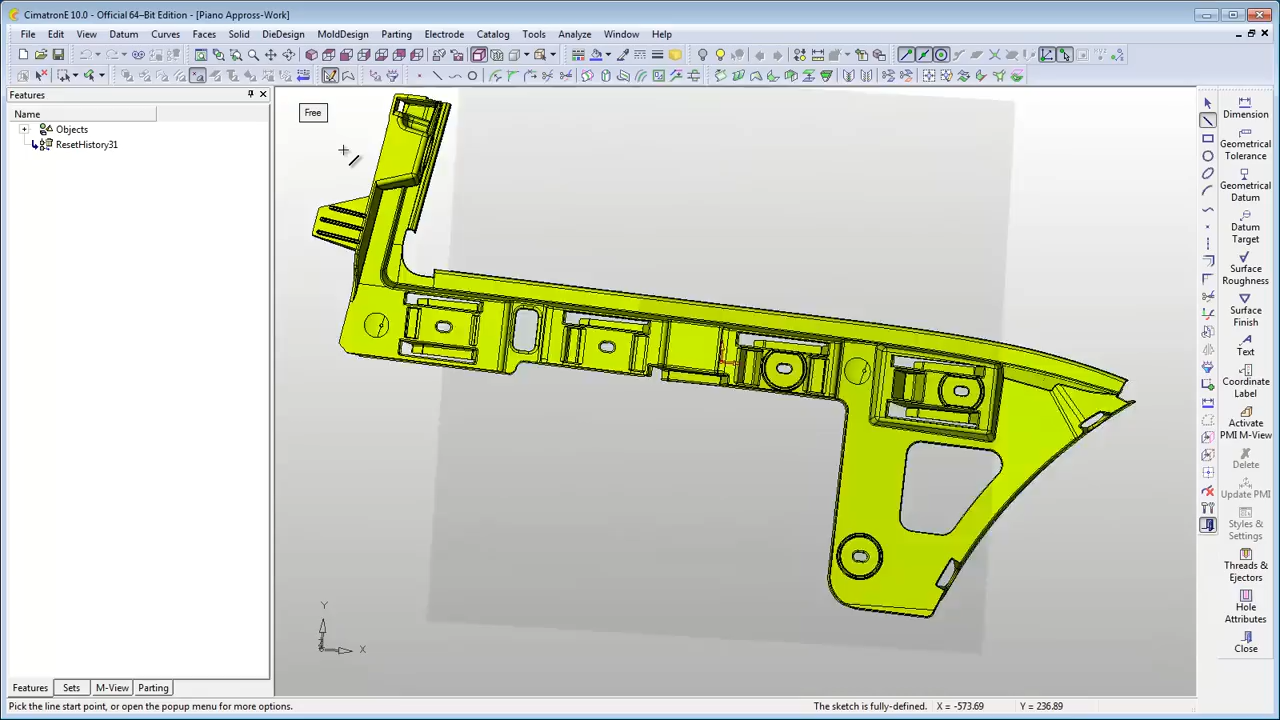 CimatronE 10.0 - Official 64-Bit Edition - [Piano Appross-Work]
File Edit View Datum Curves Faces Solid DieDesign MoldDesign Parting Electrode Catalog Tools Analyze Window Help
Features
Name
Objects
ResetHistory31
Free
Y
X
Dimension
Geometrical
Tolerance
Geometrical
Datum
Datum
Target
Surface
Roughness
Surface
Finish
Text
Coordinate
Label
Activate
PMI M-View
Delete
Update PMI
Styles &
Settings
Threads &
Ejectors
Hole
Attributes
Close
Features Sets M-View Parting
Pick the line start point, or open the popup menu for more options. The sketch is fully-defined. X = -573.69 Y = 236.89